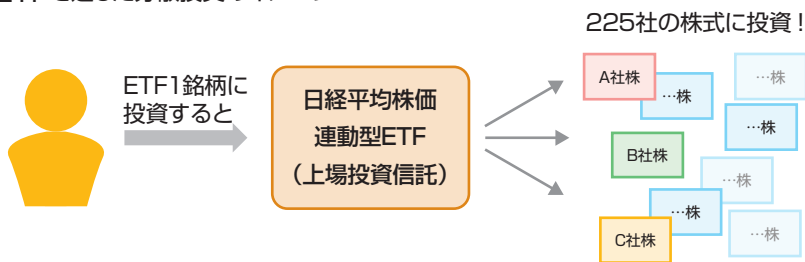 225社の株式に投資！
ETF1銘柄に
投資すると
日経平均株価
連動型ETF
（上場投資信託）
A社株
…株
…株
…株
B社株
…株
…株
C社株
…株